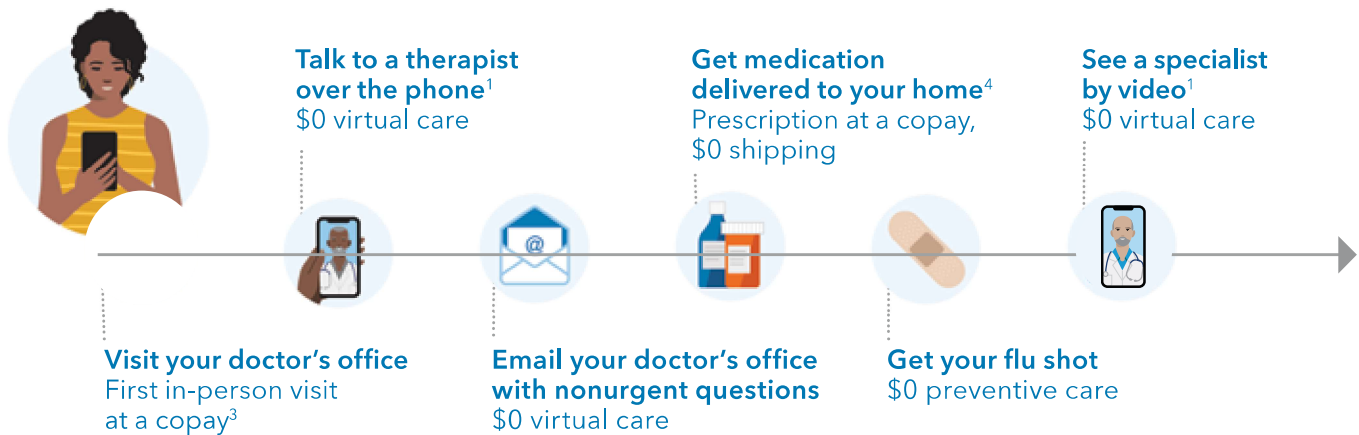 Talk to a therapist
over the phone¹
$0 virtual care
Get medication
delivered to your home⁴
Prescription at a copay,
$0 shipping
See a specialist
by video¹
$0 virtual care
@
Visit your doctor’s office
First in-person visit
at a copay³
Email your doctor’s office
with nonurgent questions
$0 virtual care
Get your flu shot
$0 preventive care